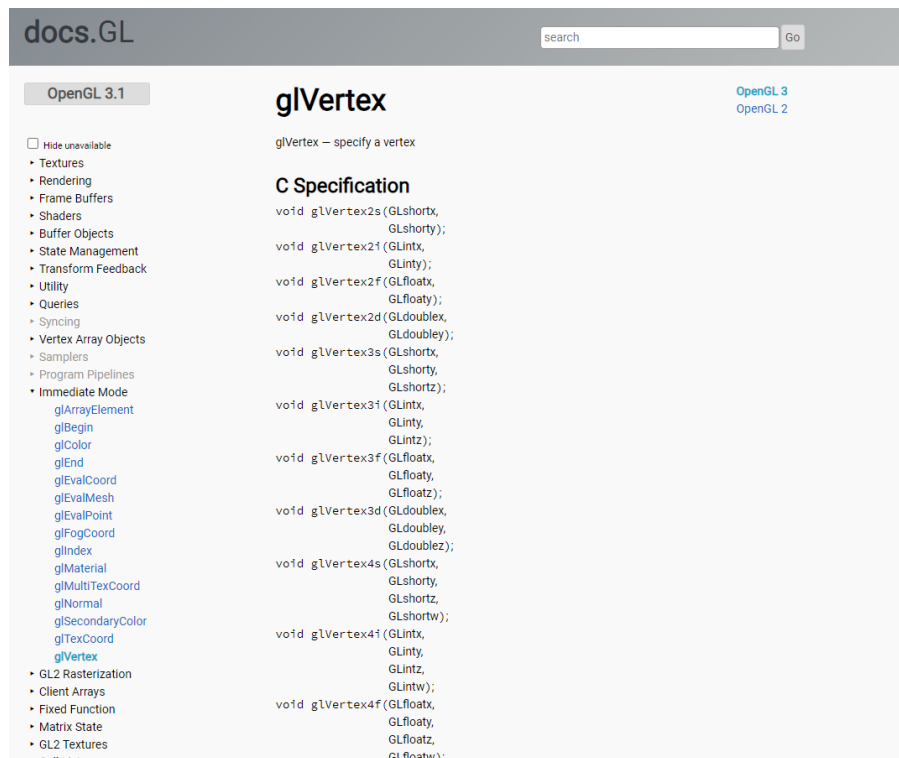 docs.GL
search
Go
OpenGL 3.1
Hide unavailable
Textures
Rendering
Frame Buffers
Shaders
Buffer Objects
State Management
Transform Feedback
Utility
Queries
Syncing
Vertex Array Objects
Samplers
Program Pipelines
Immediate Mode
glArrayElement
glBegin
glColor
glEnd
glEvalCoord
glEvalMesh
glEvalPoint
glFogCoord
glIndex
glMaterial
glMultiTexCoord
glNormal
glSecondaryColor
glTexCoord
glVertex
GL2 Rasterization
Client Arrays
Fixed Function
Matrix State
GL2 Textures
glVertex
glVertex — specify a vertex
C Specification
void glVertex2s(GLshortx,
GLshorty);
void glVertex2i(GLintx,
GLinty);
void glVertex2f(GLfloatx,
GLfloaty);
void glVertex2d(GLdoublex,
GLdoubley);
void glVertex3s(GLshortx,
GLshorty,
GLshortz);
void glVertex3i(GLintx,
GLinty,
GLintz);
void glVertex3f(GLfloatx,
GLfloaty,
GLfloatz);
void glVertex3d(GLdoublex,
GLdoubley,
GLdoublez);
void glVertex4s(GLshortx,
GLshorty,
GLshortz,
GLshortw);
void glVertex4i(GLintx,
GLinty,
GLintz,
GLintw);
void glVertex4f(GLfloatx,
GLfloaty,
GLfloatz,
GLfloatw);
OpenGL 3
OpenGL 2